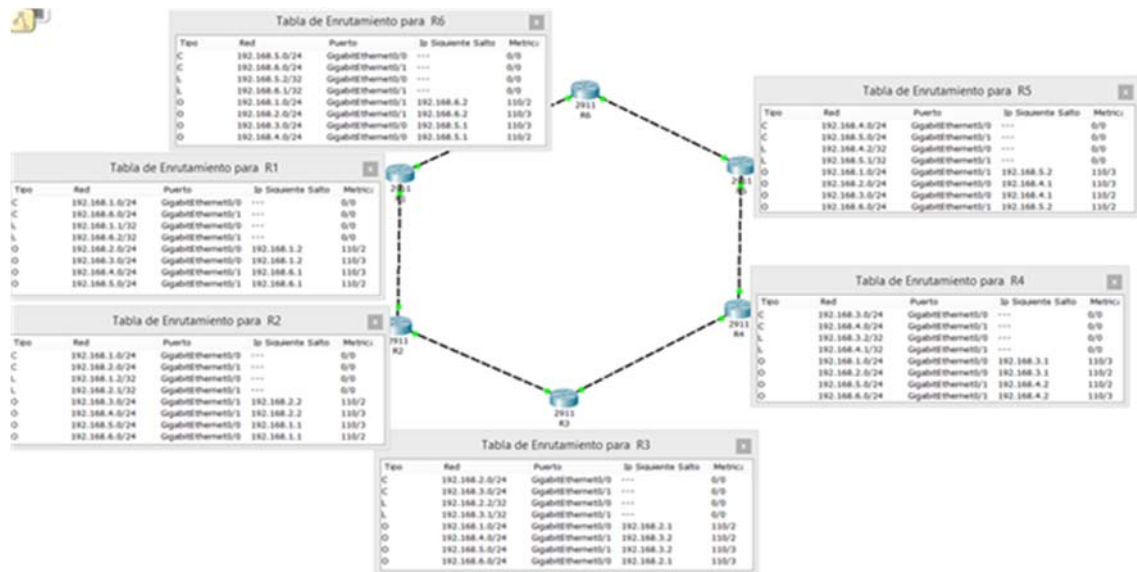 Tabla de Enrutamiento para R6
Tipo Red Puerto Ip Siquiente Salto Metrica
C 192.168.5.0/24 GigabitEthernet0/0 --- 0/0
C 192.168.6.0/24 GigabitEthernet0/1 --- 0/0
L 192.168.5.2/32 GigabitEthernet0/0 --- 0/0
L 192.168.6.1/32 GigabitEthernet0/1 --- 0/0
O 192.168.1.0/24 GigabitEthernet0/1 192.168.6.2 110/2
O 192.168.2.0/24 GigabitEthernet0/1 192.168.6.2 110/3
O 192.168.3.0/24 GigabitEthernet0/0 192.168.5.1 110/3
O 192.168.4.0/24 GigabitEthernet0/0 192.168.5.1 110/2
2911
R6
Tabla de Enrutamiento para R5
Tipo Red Puerto Ip Siquiente Salto Metrica
C 192.168.4.0/24 GigabitEthernet0/0 --- 0/0
C 192.168.5.0/24 GigabitEthernet0/1 --- 0/0
L 192.168.4.2/32 GigabitEthernet0/0 --- 0/0
L 192.168.5.1/32 GigabitEthernet0/1 --- 0/0
O 192.168.1.0/24 GigabitEthernet0/1 192.168.5.2 110/3
O 192.168.2.0/24 GigabitEthernet0/0 192.168.4.1 110/3
O 192.168.3.0/24 GigabitEthernet0/0 192.168.4.1 110/2
O 192.168.6.0/24 GigabitEthernet0/1 192.168.5.2 110/2
2911
Tabla de Enrutamiento para R1
Tipo Red Puerto Ip Siquiente Salto Metrica
C 192.168.1.0/24 GigabitEthernet0/0 --- 0/0
C 192.168.6.0/24 GigabitEthernet0/1 --- 0/0
L 192.168.1.1/32 GigabitEthernet0/0 --- 0/0
L 192.168.6.2/32 GigabitEthernet0/1 --- 0/0
O 192.168.2.0/24 GigabitEthernet0/0 192.168.1.2 110/2
O 192.168.3.0/24 GigabitEthernet0/0 192.168.1.2 110/3
O 192.168.4.0/24 GigabitEthernet0/1 192.168.6.1 110/3
O 192.168.5.0/24 GigabitEthernet0/1 192.168.6.1 110/2
2911
Tabla de Enrutamiento para R4
Tipo Red Puerto Ip Siquiente Salto Metrica
C 192.168.3.0/24 GigabitEthernet0/0 --- 0/0
C 192.168.4.0/24 GigabitEthernet0/1 --- 0/0
L 192.168.3.2/32 GigabitEthernet0/0 --- 0/0
L 192.168.4.1/32 GigabitEthernet0/1 --- 0/0
O 192.168.1.0/24 GigabitEthernet0/0 192.168.3.1 110/3
O 192.168.2.0/24 GigabitEthernet0/0 192.168.3.1 110/2
O 192.168.5.0/24 GigabitEthernet0/1 192.168.4.2 110/2
O 192.168.6.0/24 GigabitEthernet0/1 192.168.4.2 110/3
2911
R4
Tabla de Enrutamiento para R2
Tipo Red Puerto Ip Siquiente Salto Metrica
C 192.168.1.0/24 GigabitEthernet0/0 --- 0/0
C 192.168.2.0/24 GigabitEthernet0/1 --- 0/0
L 192.168.1.2/32 GigabitEthernet0/0 --- 0/0
L 192.168.2.1/32 GigabitEthernet0/1 --- 0/0
O 192.168.3.0/24 GigabitEthernet0/1 192.168.2.2 110/2
O 192.168.4.0/24 GigabitEthernet0/1 192.168.2.2 110/3
O 192.168.5.0/24 GigabitEthernet0/0 192.168.1.1 110/3
O 192.168.6.0/24 GigabitEthernet0/0 192.168.1.1 110/2
2911
R2
2911
R3
Tabla de Enrutamiento para R3
Tipo Red Puerto Ip Siquiente Salto Metrica
C 192.168.2.0/24 GigabitEthernet0/0 --- 0/0
C 192.168.3.0/24 GigabitEthernet0/1 --- 0/0
L 192.168.2.2/32 GigabitEthernet0/0 --- 0/0
L 192.168.3.1/32 GigabitEthernet0/1 --- 0/0
O 192.168.1.0/24 GigabitEthernet0/0 192.168.2.1 110/2
O 192.168.4.0/24 GigabitEthernet0/1 192.168.3.2 110/2
O 192.168.5.0/24 GigabitEthernet0/1 192.168.3.2 110/3
O 192.168.6.0/24 GigabitEthernet0/0 192.168.2.1 110/3